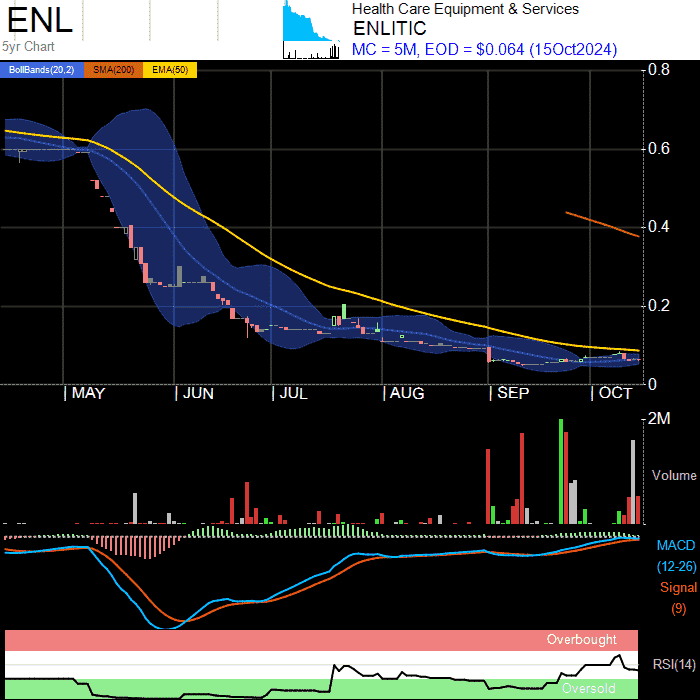 ENL
5yr Chart
Health Care Equipment & Services
ENLITIC
MC = 5M, EOD = $0.064 (15Oct2024)
BollBands(20,2) SMA(200) EMA(50)
0.8
0.6
0.4
0.2
0
MAY JUN JUL AUG SEP OCT
2M
Volume
MACD
(12-26)
Signal
(9)
Overbought
RSI(14)
Oversold